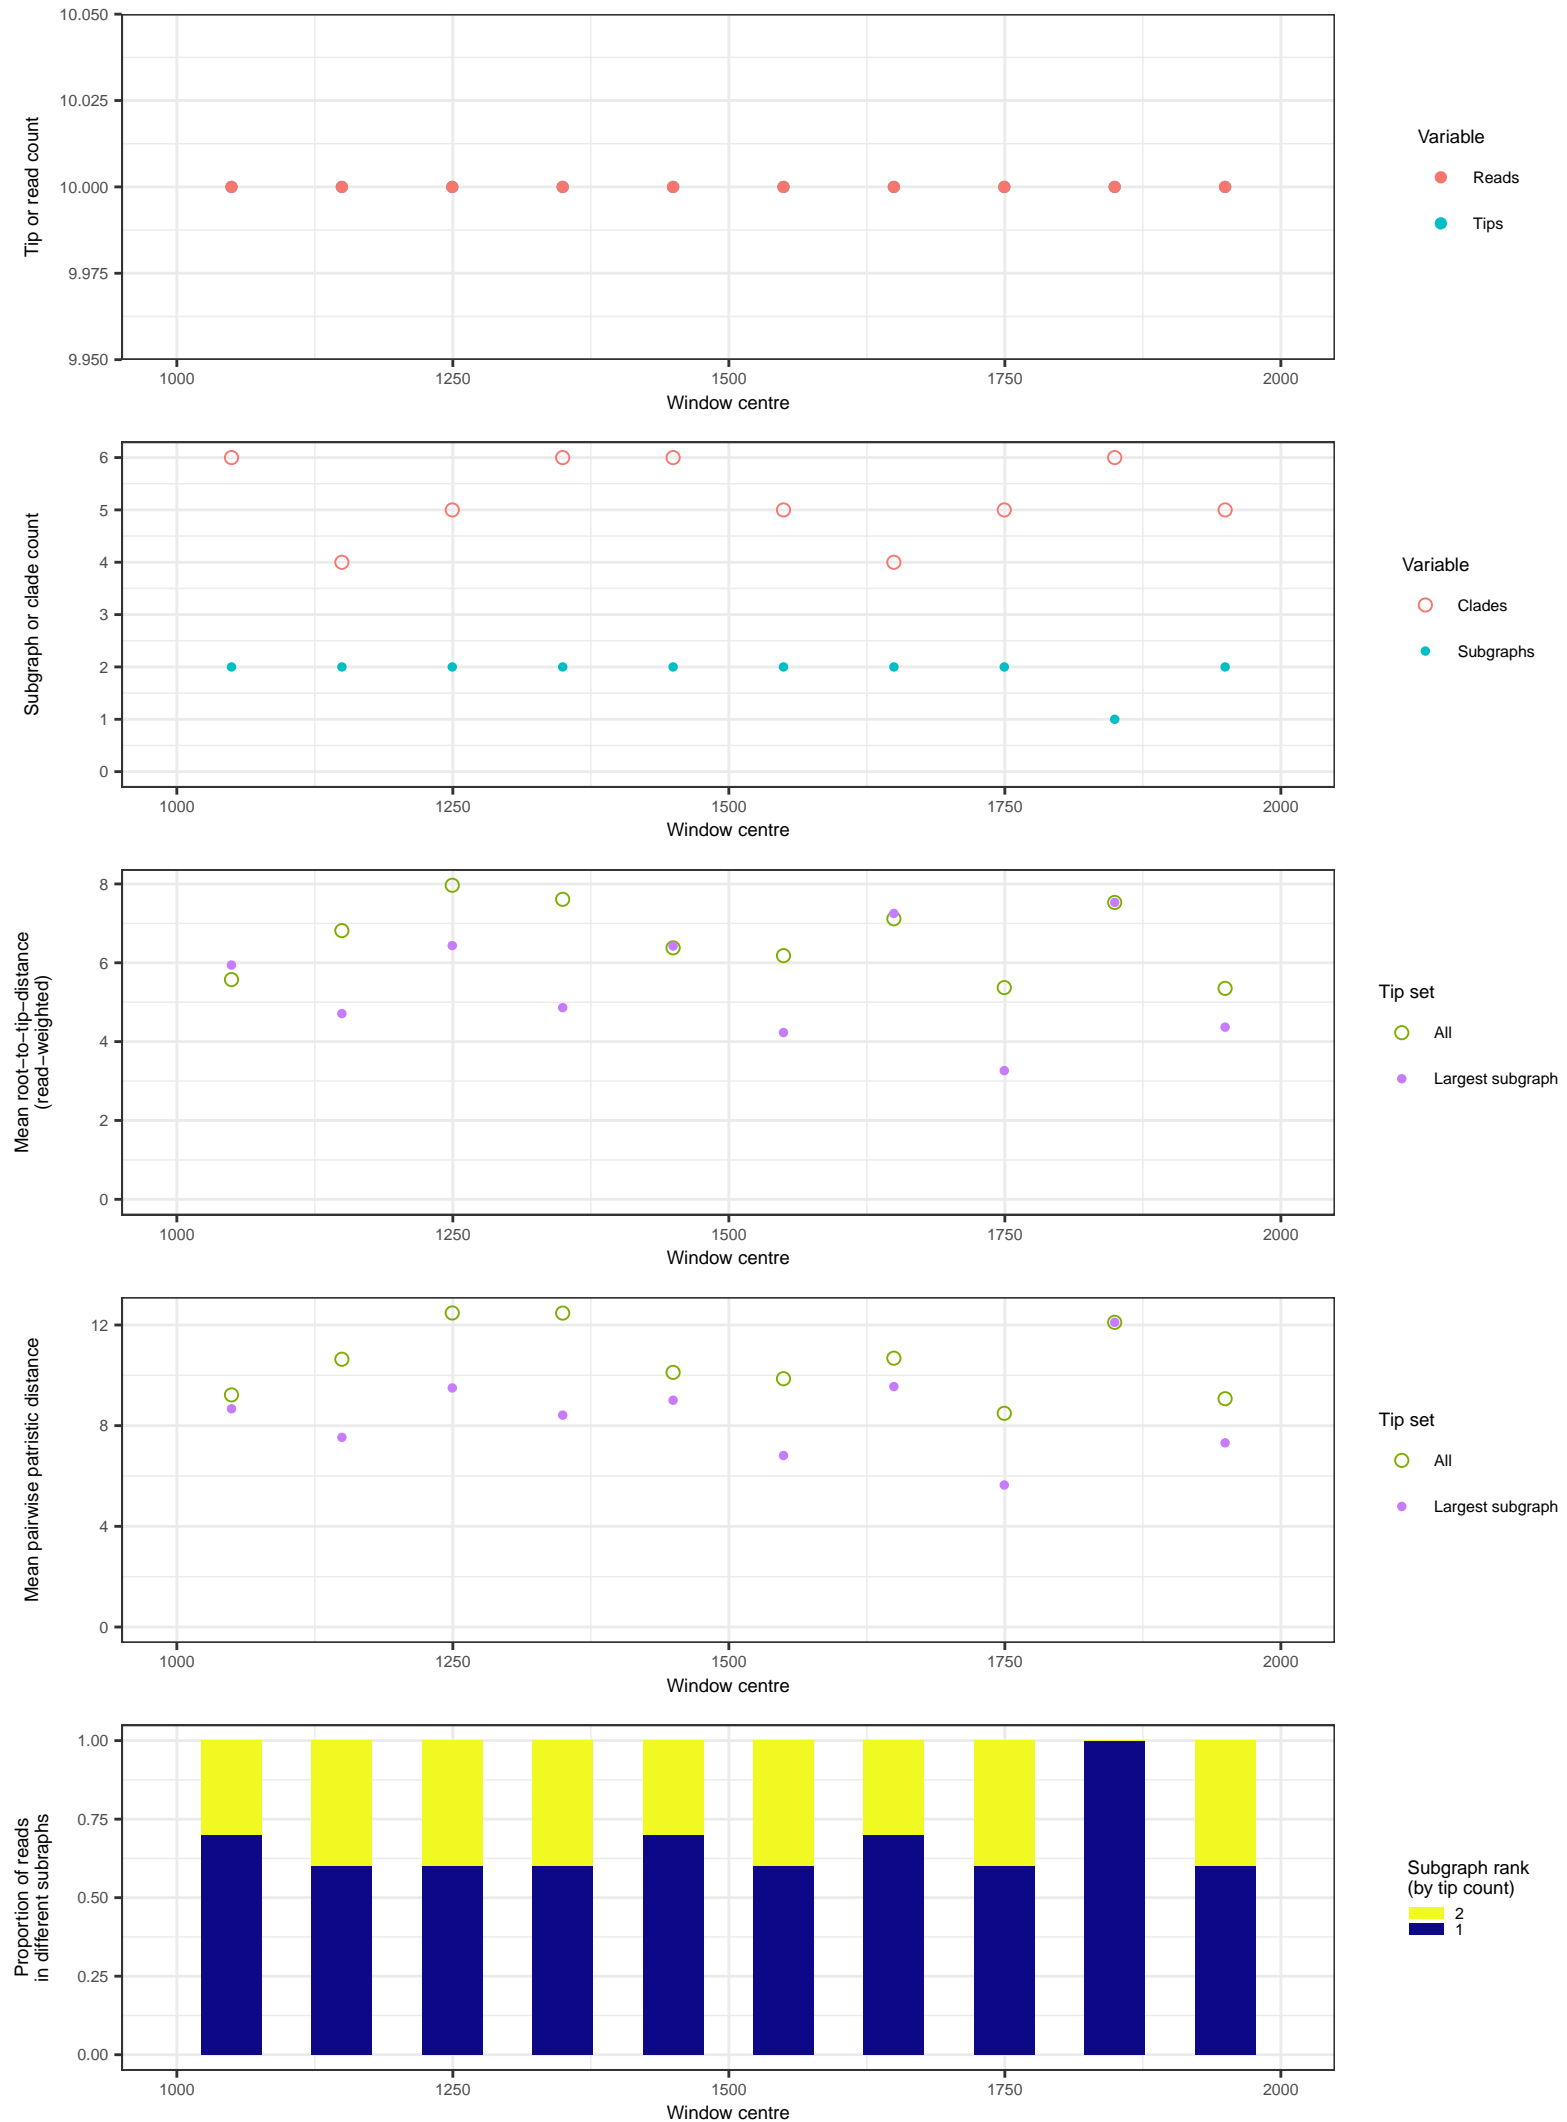 10.050
10.025
10.000
9.975
9.950
Tip or read count
1000 1250 1500 1750 2000
Window centre
Variable
Reads
Tips
6
5
4
3
2
1
0
Subgraph or clade count
1000 1250 1500 1750 2000
Window centre
Variable
Clades
Subgraphs
8
6
4
2
0
Mean root−to−tip−distance
(read−weighted)
1000 1250 1500 1750 2000
Window centre
Tip set
All
Largest subgraph
12
8
4
0
Mean pairwise patristic distance
1000 1250 1500 1750 2000
Window centre
Tip set
All
Largest subgraph
1.00
0.75
0.50
0.25
0.00
Proportion of reads
in different subraphs
1000 1250 1500 1750 2000
Window centre
Subgraph rank
(by tip count)
2
1